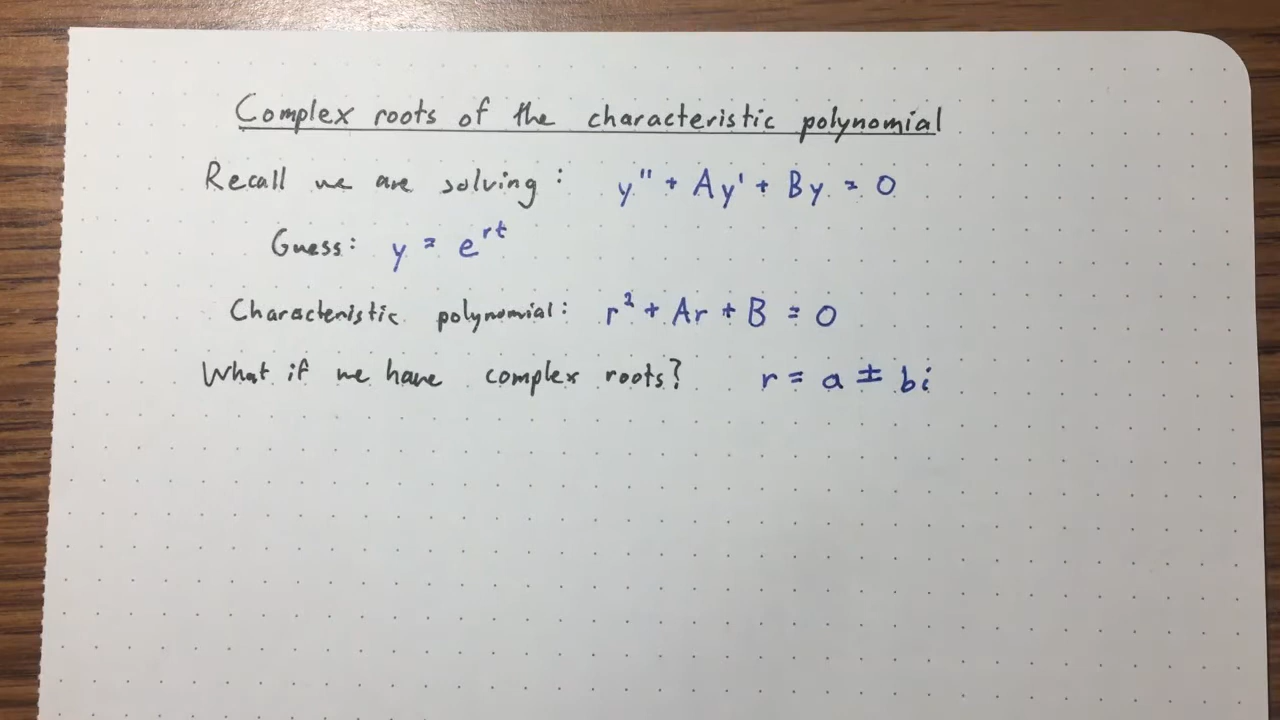 Complex roots of the characteristic polynomial
Recall we are solving: y'' + Ay' + By = 0
Guess: y = e^{rt}
Characteristic polynomial: r² + Ar + B = 0
What if we have complex roots? r = a ± bi